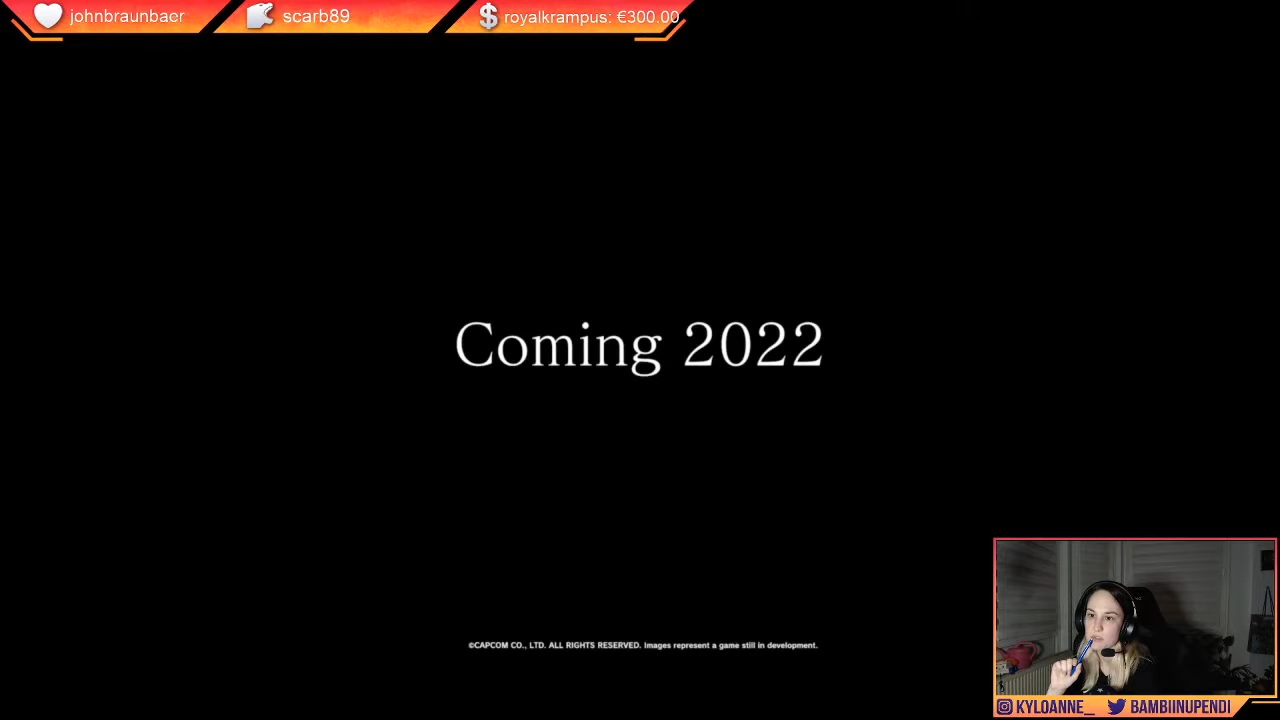 johnbraunbaer
scarb89
royalkrampus: €300.00
Coming 2022
©CAPCOM CO., LTD. ALL RIGHTS RESERVED. Images represent a game still in development.
KYLOANNE_
BAMBIINUPENDI